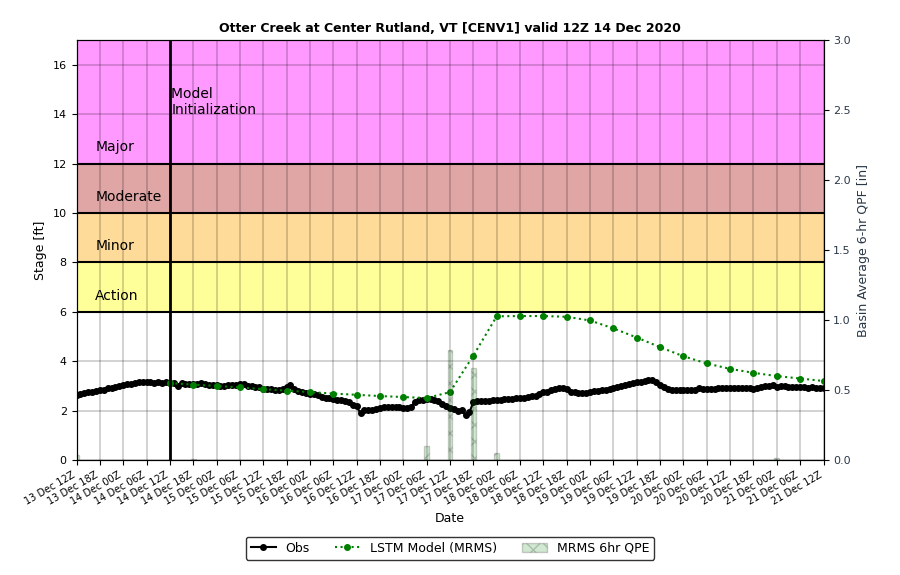 Otter Creek at Center Rutland, VT [CENV1] valid 12Z 14 Dec 2020
Model
Initialization
Major
Moderate
Minor
Action
Stage [ft]
16
14
12
10
8
6
4
2
0
Basin Average 6-hr QPF [in]
3.0
2.5
2.0
1.5
1.0
0.5
0.0
13 Dec 12Z
13 Dec 18Z
14 Dec 00Z
14 Dec 06Z
14 Dec 12Z
14 Dec 18Z
15 Dec 00Z
15 Dec 06Z
15 Dec 12Z
15 Dec 18Z
16 Dec 00Z
16 Dec 06Z
16 Dec 12Z
16 Dec 18Z
17 Dec 00Z
17 Dec 06Z
17 Dec 12Z
17 Dec 18Z
18 Dec 00Z
18 Dec 06Z
18 Dec 12Z
18 Dec 18Z
19 Dec 00Z
19 Dec 06Z
19 Dec 12Z
19 Dec 18Z
20 Dec 00Z
20 Dec 06Z
20 Dec 12Z
20 Dec 18Z
21 Dec 00Z
21 Dec 06Z
21 Dec 12Z
Date
Obs
LSTM Model (MRMS)
MRMS 6hr QPE